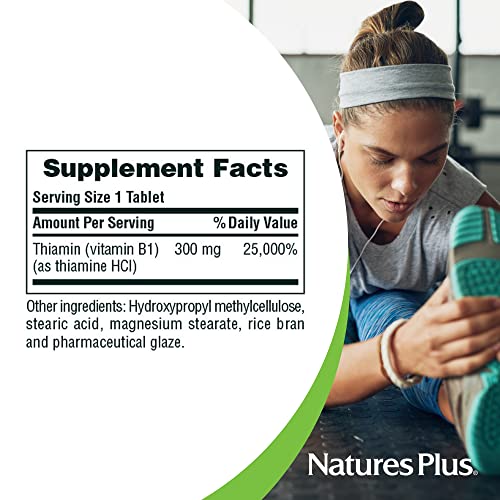 Supplement Facts
Serving Size 1 Tablet
Amount Per Serving % Daily Value
Thiamin (vitamin B1) 300 mg 25,000%
(as thiamine HCl)
Other ingredients: Hydroxypropyl methylcellulose,
stearic acid, magnesium stearate, rice bran
and pharmaceutical glaze.
NaturesPlus®